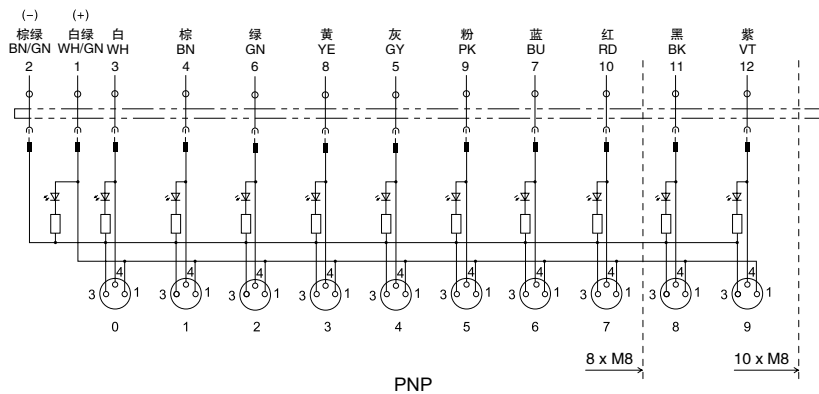 (-) (+)
棕绿 白绿 白 棕 绿 黄 灰 粉 蓝 红 黑 紫
BN/GN WH/GN WH BN GN YE GY PK BU RD BK VT
2 1 3 4 6 8 5 9 7 10 11 12
4 4 4 4 4 4 4 4 4 4
3 1 3 1 3 1 3 1 3 1 3 1 3 1 3 1 3 1 3 1
0 1 2 3 4 5 6 7 8 9
8 x M8 10 x M8
PNP